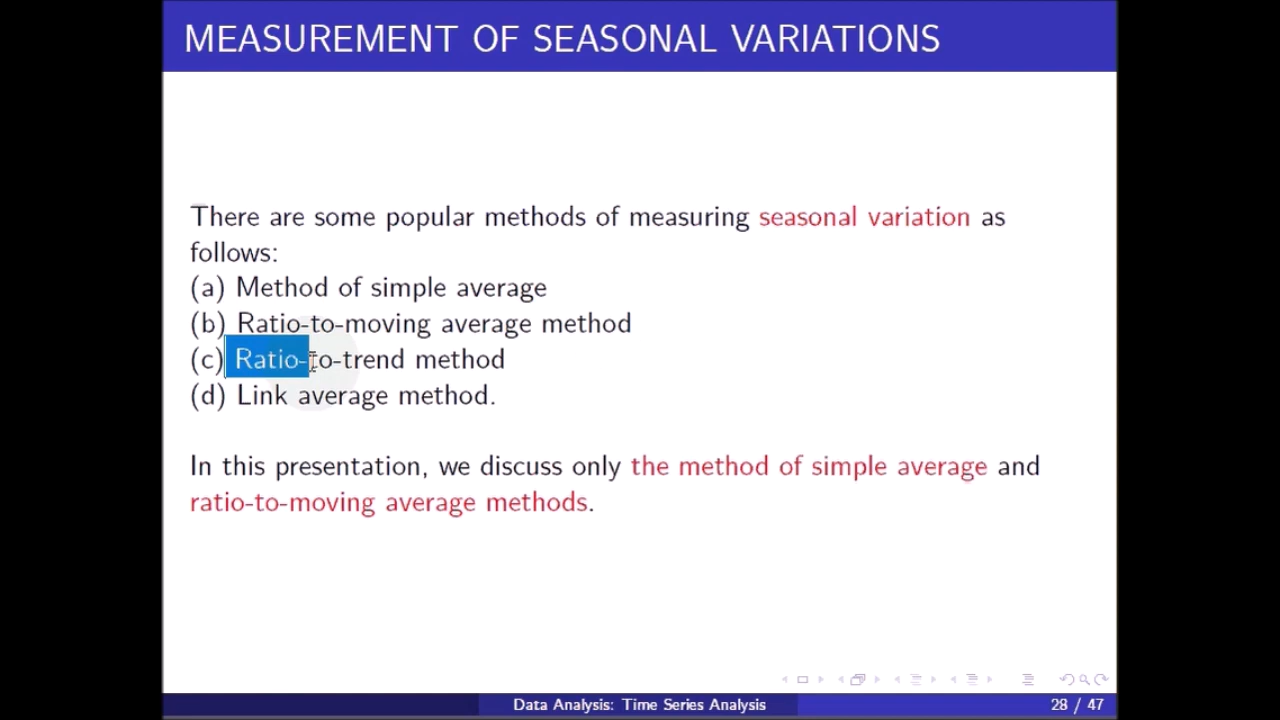 MEASUREMENT OF SEASONAL VARIATIONS
There are some popular methods of measuring seasonal variation as
follows:
(a) Method of simple average
(b) Ratio-to-moving average method
(c) Ratio-to-trend method
(d) Link average method.
In this presentation, we discuss only the method of simple average and
ratio-to-moving average methods.
Data Analysis: Time Series Analysis
28 / 47